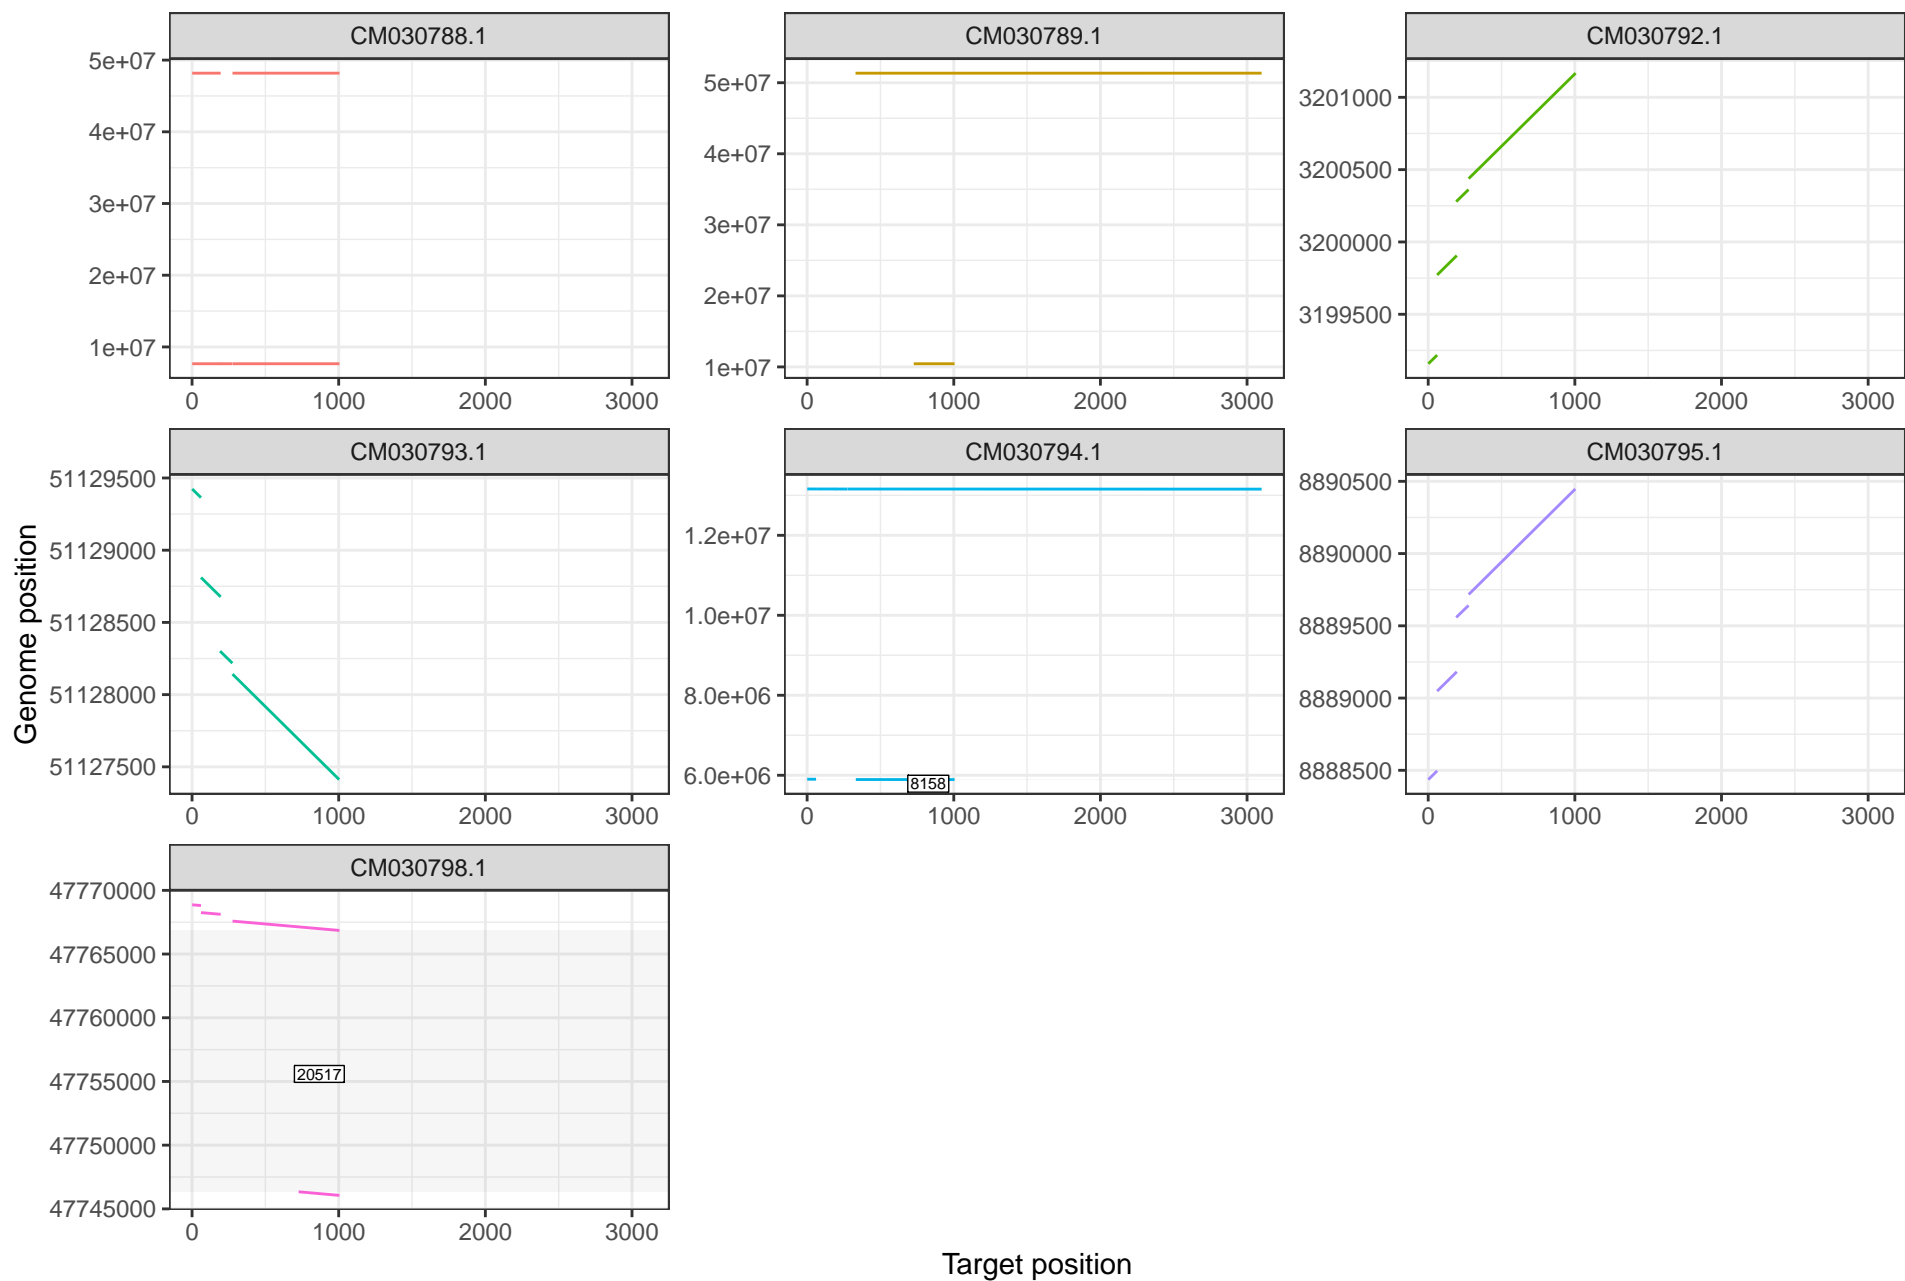 CM030788.1
CM030789.1
CM030792.1
5e+07
4e+07
3e+07
2e+07
1e+07
0 1000 2000 3000
5e+07
4e+07
3e+07
2e+07
1e+07
0 1000 2000 3000
3201000
3200500
3200000
3199500
0 1000 2000 3000
Genome position
CM030793.1
CM030794.1
CM030795.1
51129500
51129000
51128500
51128000
51127500
0 1000 2000 3000
1.2e+07
1.0e+07
8.0e+06
6.0e+06
8158
0 1000 2000 3000
8890500
8890000
8889500
8889000
8888500
0 1000 2000 3000
CM030798.1
47770000
47765000
47760000
47755000
47750000
47745000
20517
0 1000 2000 3000
Target position